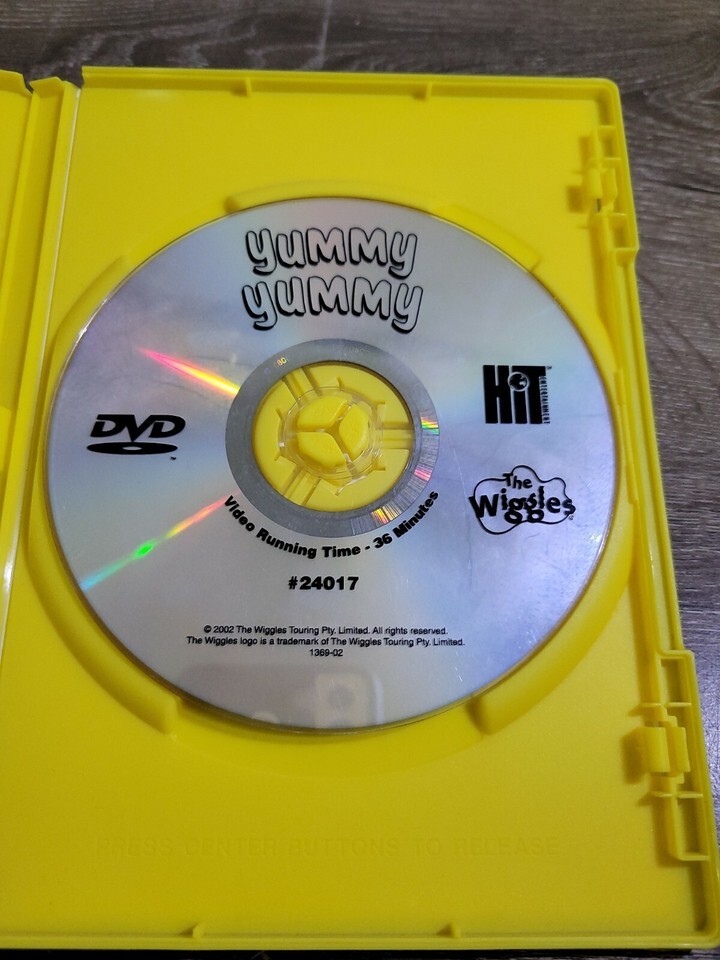 yummy
yummy
DVD
™
HiT
ENTERTAINMENT
The
Wiggles
Video Running Time - 36 Minutes
#24017
© 2002 The Wiggles Touring Pty. Limited. All rights reserved.
The Wiggles logo is a trademark of The Wiggles Touring Pty. Limited.
1369-02
PRESS CENTER BUTTONS TO RELEASE